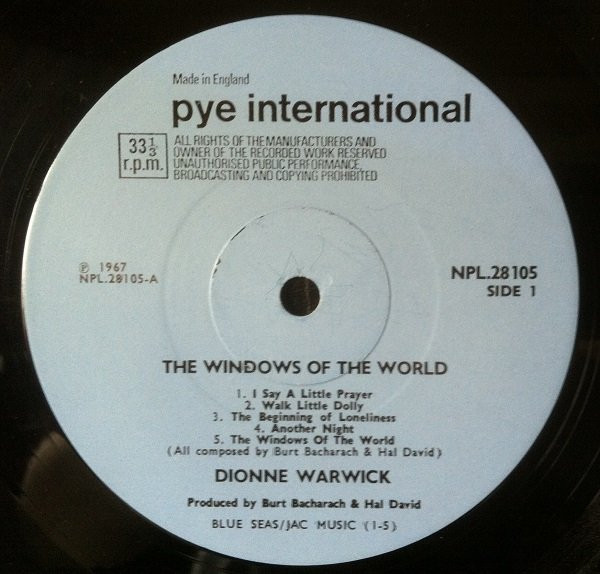 Made in England
pye international
33 1/3
r.p.m.
ALL RIGHTS OF THE MANUFACTURERS AND
OWNER OF THE RECORDED WORK RESERVED
UNAUTHORISED PUBLIC PERFORMANCE,
BROADCASTING AND COPYING PROHIBITED
℗ 1967
NPL.28105-A
NPL.28105
SIDE 1
THE WINDOWS OF THE WORLD
1. I Say A Little Prayer
2. Walk Little Dolly
3. The Beginning of Loneliness
4. Another Night
5. The Windows Of The World
(All composed by Burt Bacharach & Hal David)
DIONNE WARWICK
Produced by Burt Bacharach & Hal David
BLUE SEAS/JAC MUSIC (1-5)